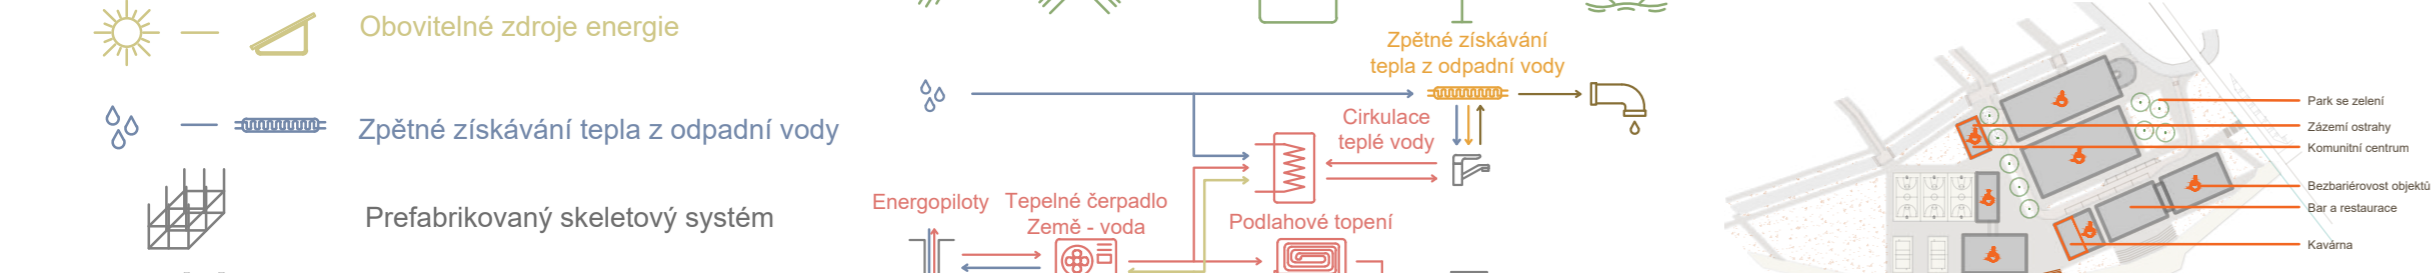 Obovitelné zdroje energie
Zpětné získávání tepla z odpadní vody
Prefabrikovaný skeletový systém
Zpětné získávání
tepla z odpadní vody
Cirkulace
teplé vody
Energopiloty
Tepelné čerpadlo
Země - voda
Podlahové topení
Park se zelení
Zázemí ostrahy
Komunitní centrum
Bezbariérovost objektů
Bar a restaurace
Kavárna